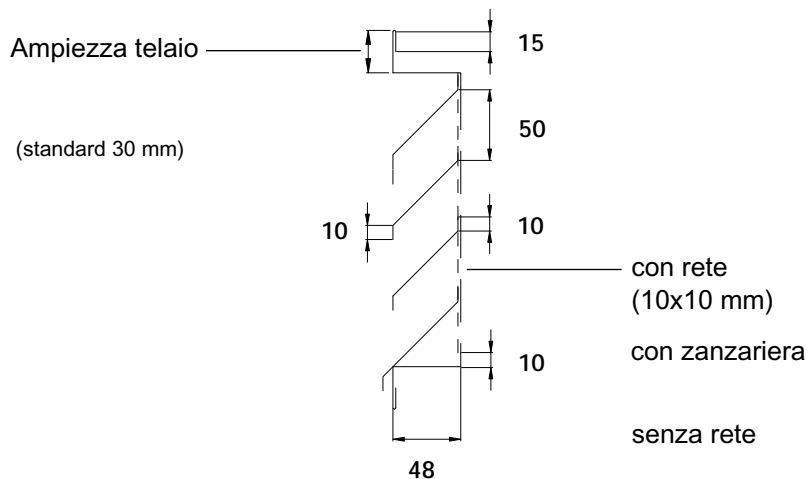 15
Ampiezza telaio
50
(standard 30 mm)
10
10
con rete
(10x10 mm)
10
con zanzariera
senza rete
48